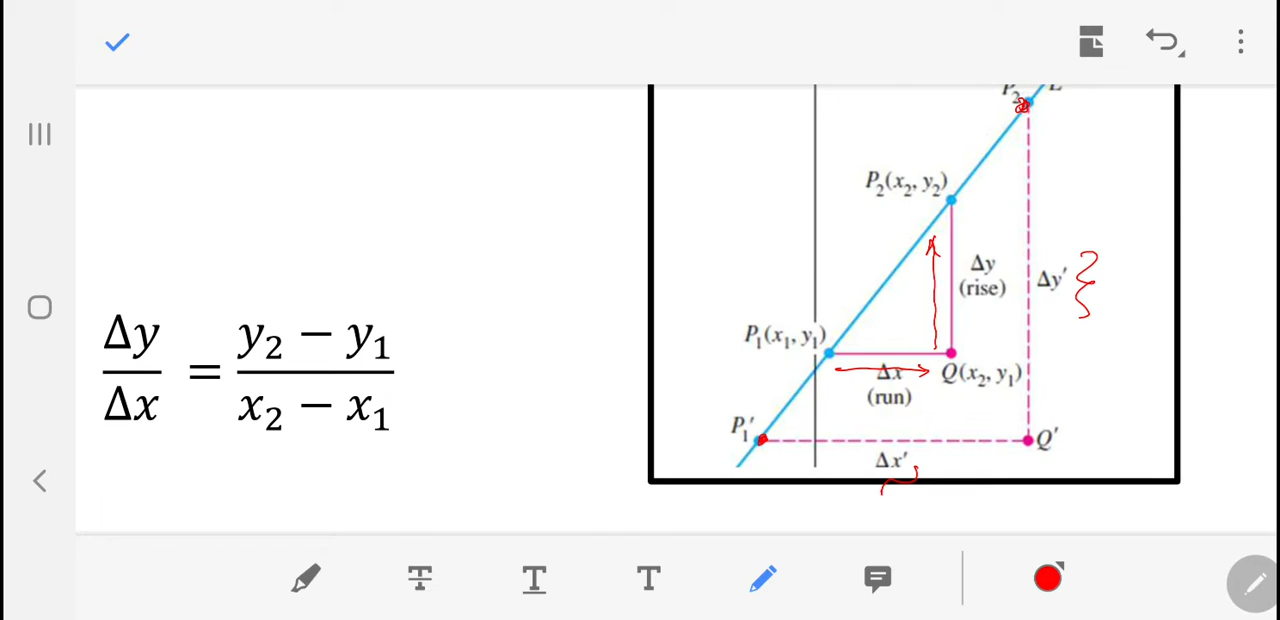 P₂' L
P₂(x₂, y₂)
Δy
(rise)
Δy'
P₁(x₁, y₁)
Δx
(run)
Q(x₂, y₁)
P₁'
Q'
Δx'
Δy/Δx = (y₂ − y₁)/(x₂ − x₁)
T T T